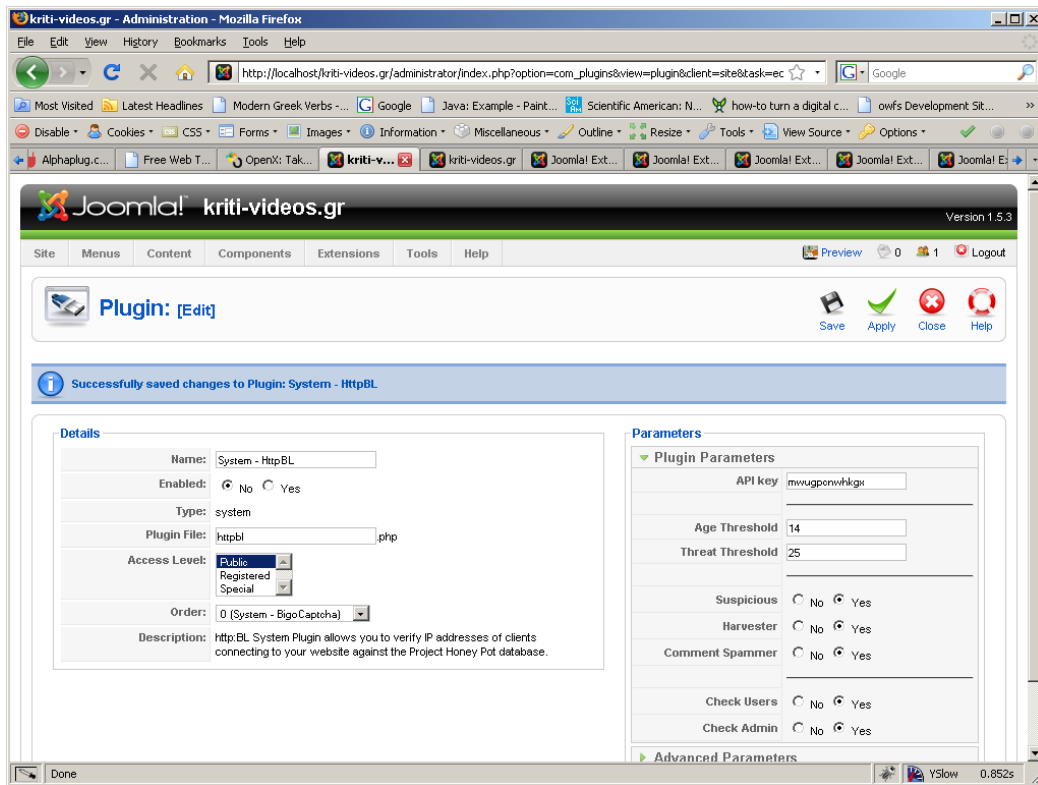 kriti-videos.gr - Administration - Mozilla Firefox
File Edit View History Bookmarks Tools Help
http://localhost/kriti-videos.gr/administrator/index.php?option=com_plugins&view=plugin&client=site&task=ec
G Google
Most Visited Latest Headlines Modern Greek Verbs -... Google Java: Example - Paint... Scientific American: N... how-to turn a digital c... owfs Development Sit...
Disable Cookies CSS Forms Images Information Miscellaneous Outline Resize Tools View Source Options
Alphaplug.c... Free Web T... OpenX: Tak... kriti-v... kriti-videos.gr Joomla! Ext... Joomla! Ext... Joomla! Ext... Joomla! Ext... Joomla! E
Joomla! kriti-videos.gr
Version 1.5.3
Site Menus Content Components Extensions Tools Help Preview 0 1 Logout
Plugin: [Edit]
Save Apply Close Help
Successfully saved changes to Plugin: System - HttpBL
Details
Name: System - HttpBL
Enabled: No Yes
Type: system
Plugin File: httpbl .php
Access Level: Public
Registered
Special
Order: 0 (System - BigoCaptcha)
Description: http:BL System Plugin allows you to verify IP addresses of clients
connecting to your website against the Project Honey Pot database.
Parameters
Plugin Parameters
API key mwugpcnwhkgx
Age Threshold 14
Threat Threshold 25
Suspicious No Yes
Harvester No Yes
Comment Spammer No Yes
Check Users No Yes
Check Admin No Yes
Advanced Parameters
Done YSlow 0.852s